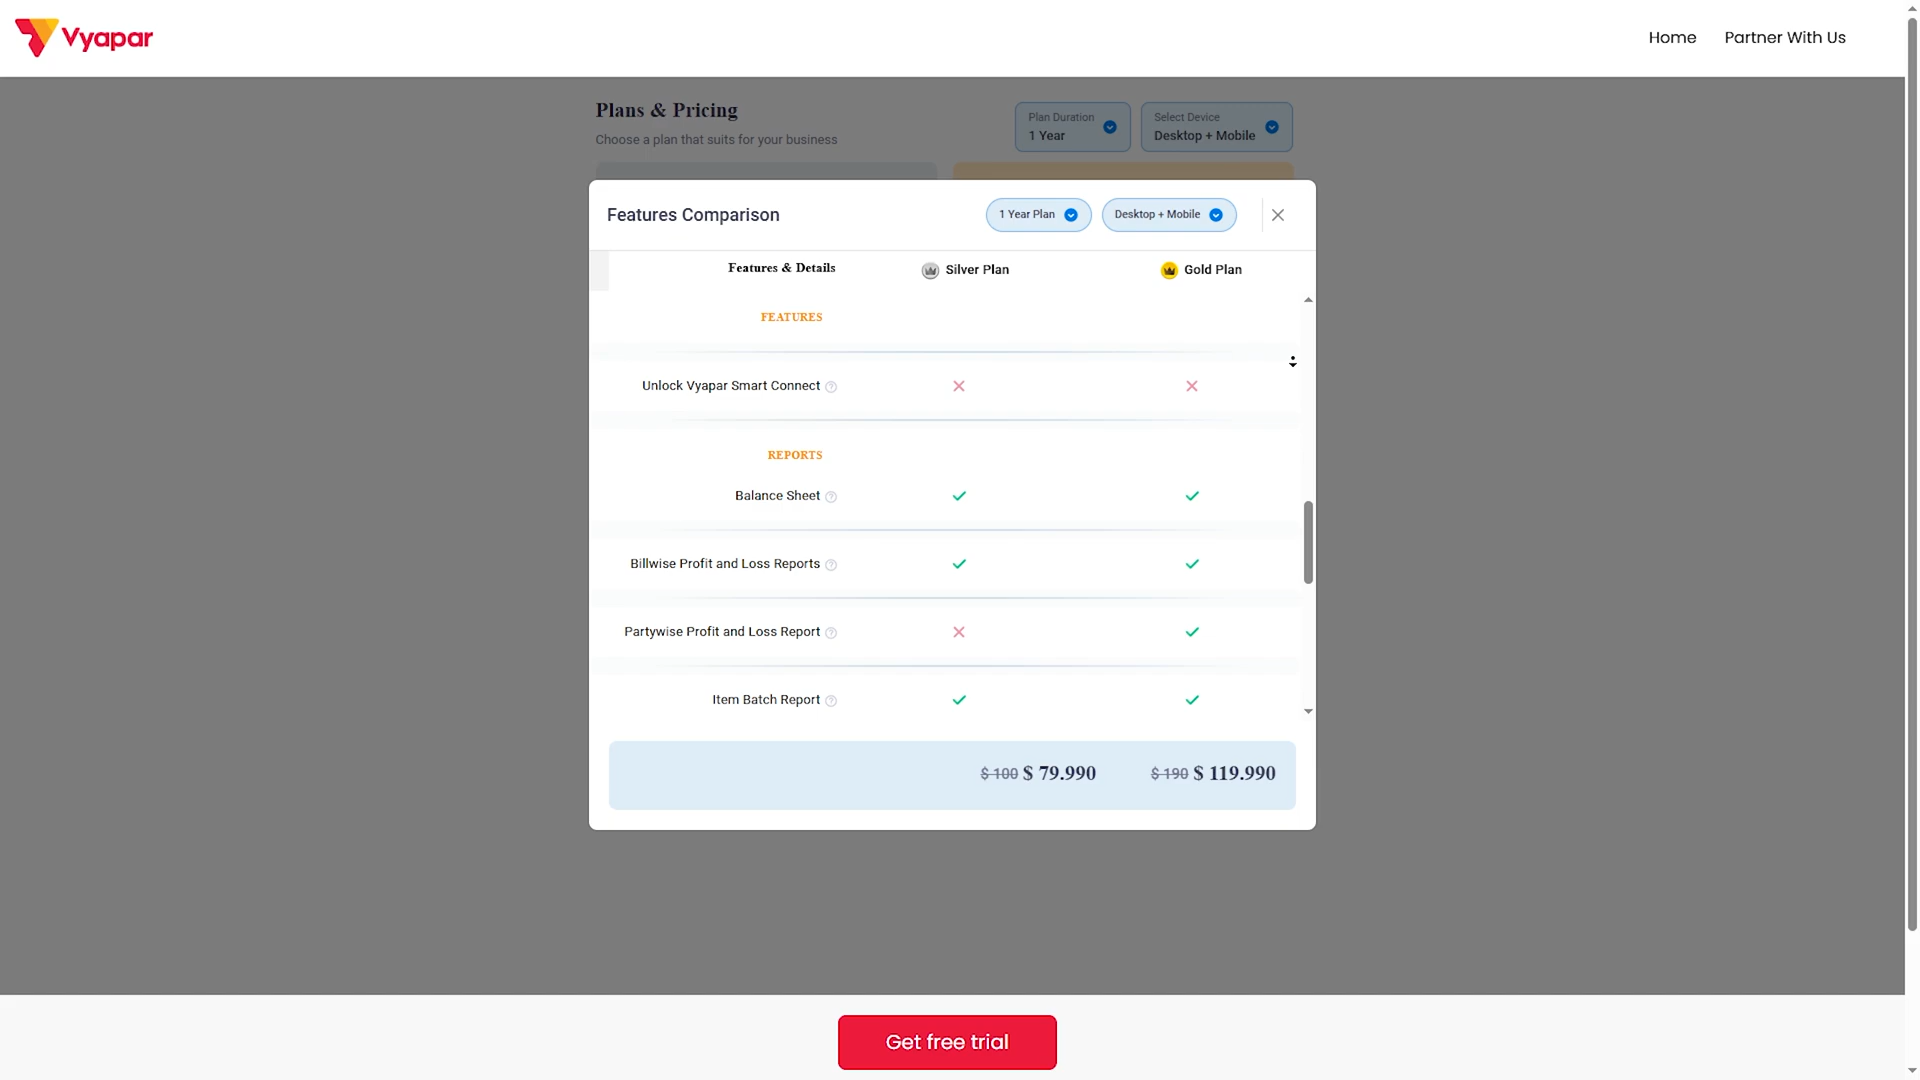 Vyapar
Home
Partner With Us
Plans & Pricing
Choose a plan that suits for your business
Plan Duration
1 Year
Select Device
Desktop + Mobile
Features Comparison
1 Year Plan
Desktop + Mobile
Features & Details
Silver Plan
Gold Plan
FEATURES
Unlock Vyapar Smart Connect
REPORTS
Balance Sheet
Billwise Profit and Loss Reports
Partywise Profit and Loss Report
Item Batch Report
$ 100 $ 79.990
$ 190 $ 119.990
Get free trial